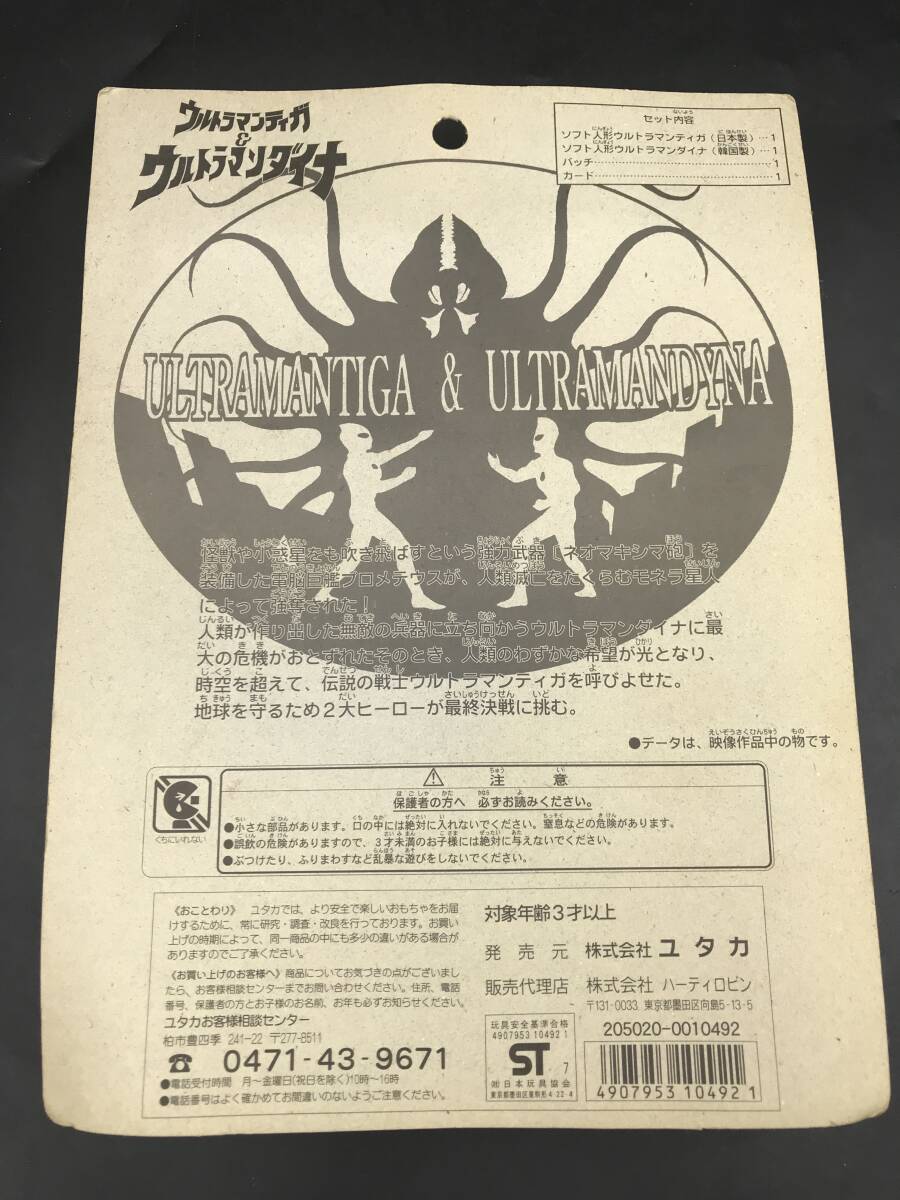 ウルトラマンティガ
&
ウルトラマンダイナ
セット内容
ソフト人形ウルトラマンティガ(日本製)…1
ソフト人形ウルトラマンダイナ(韓国製)…1
バッチ…………………………………1
カード…………………………………1
ULTRAMANTIGA & ULTRAMANDYNA
怪獣や小惑星をも吹き飛ばすという強力武器〔ネオマキシマ砲〕を
装備した電脳巨艦プロメテウスが、人類滅亡をたくらむモネラ星人
によって強奪された!
人類が作り出した無敵の兵器に立ち向かうウルトラマンダイナに最
大の危機がおとずれたそのとき、人類のわずかな希望が光となり、
時空を超えて、伝説の戦士ウルトラマンティガを呼びよせた。
地球を守るため2大ヒーローが最終決戦に挑む。
●データは、映像作品中の物です。
くちにいれない
⚠ 注意
保護者の方へ 必ずお読みください。
●小さな部品があります。口の中には絶対に入れないでください。窒息などの危険があります。
●誤飲の危険がありますので、3才未満のお子様には絶対に与えないでください。
●ぶつけたり、ふりまわすなど乱暴な遊びをしないでください。
《おことわり》 ユタカでは、より安全で楽しいおもちゃをお届
けするために、常に研究・調査・改良を行っております。お買い
上げの時期によって、同一商品の中にも多少の違いがある場合が
ありますのでご了承ください。
《お買い上げのお客様へ》商品についてお気づきの点がございまし
たら、お客様相談センターまでお問い合わせください。住所、電話
番号、保護者の方とお子様のお名前、お年も必ずお知らせください。
ユタカお客様相談センター
柏市豊四季 241-22 〒277-8511
☎ 0471-43-9671
●電話受付時間 月〜金曜日(祝日を除く)10時〜16時
●電話番号はよく確かめてお間違いのないようご注意ください。
対象年齢3才以上
発売元 株式会社 ユタカ
販売代理店 株式会社 ハーティロビン
〒131-0033 東京都墨田区向島5-13-5
玩具安全基準合格
4907953104921
ST 7
㈳日本玩具協会
東京都墨田区東駒形4-22-4
205020-0010492
4907953104921